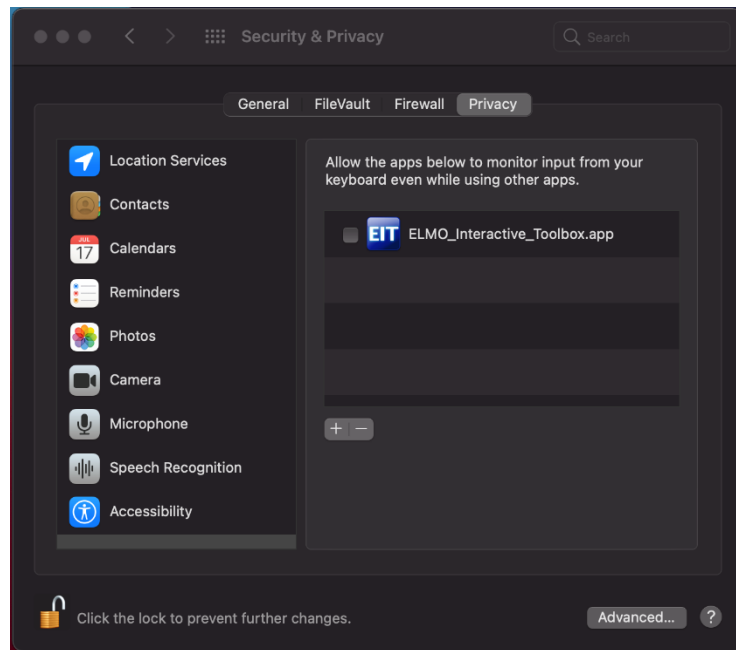 Security & Privacy
Search
General FileVault Firewall Privacy
Location Services
Contacts
JUL
17
Calendars
Reminders
Photos
Camera
Microphone
Speech Recognition
Accessibility
Allow the apps below to monitor input from your
keyboard even while using other apps.
EIT ELMO_Interactive_Toolbox.app
+ −
Click the lock to prevent further changes.
Advanced...
?